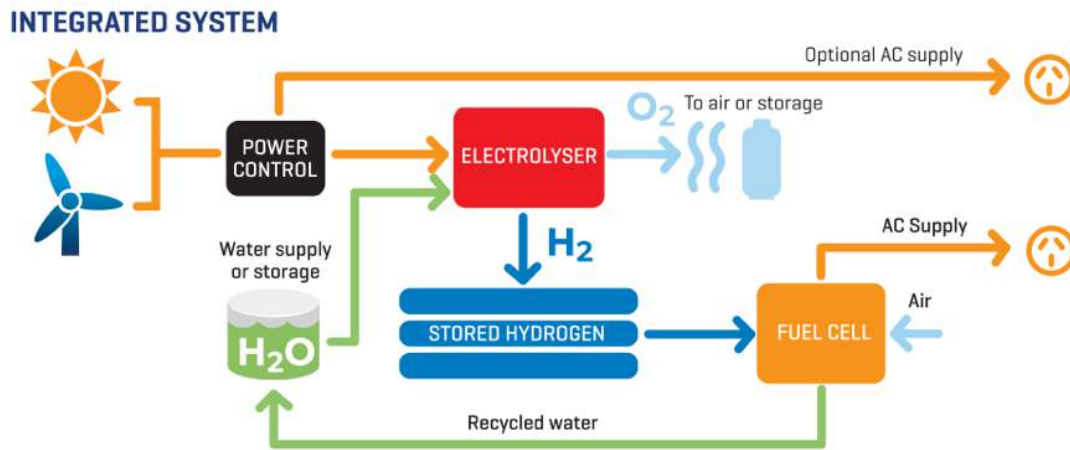 INTEGRATED SYSTEM
Optional AC supply
O₂ To air or storage
POWER
CONTROL
ELECTROLYSER
Water supply
or storage
H₂
AC Supply
H₂O
STORED HYDROGEN
FUEL CELL
Air
Recycled water